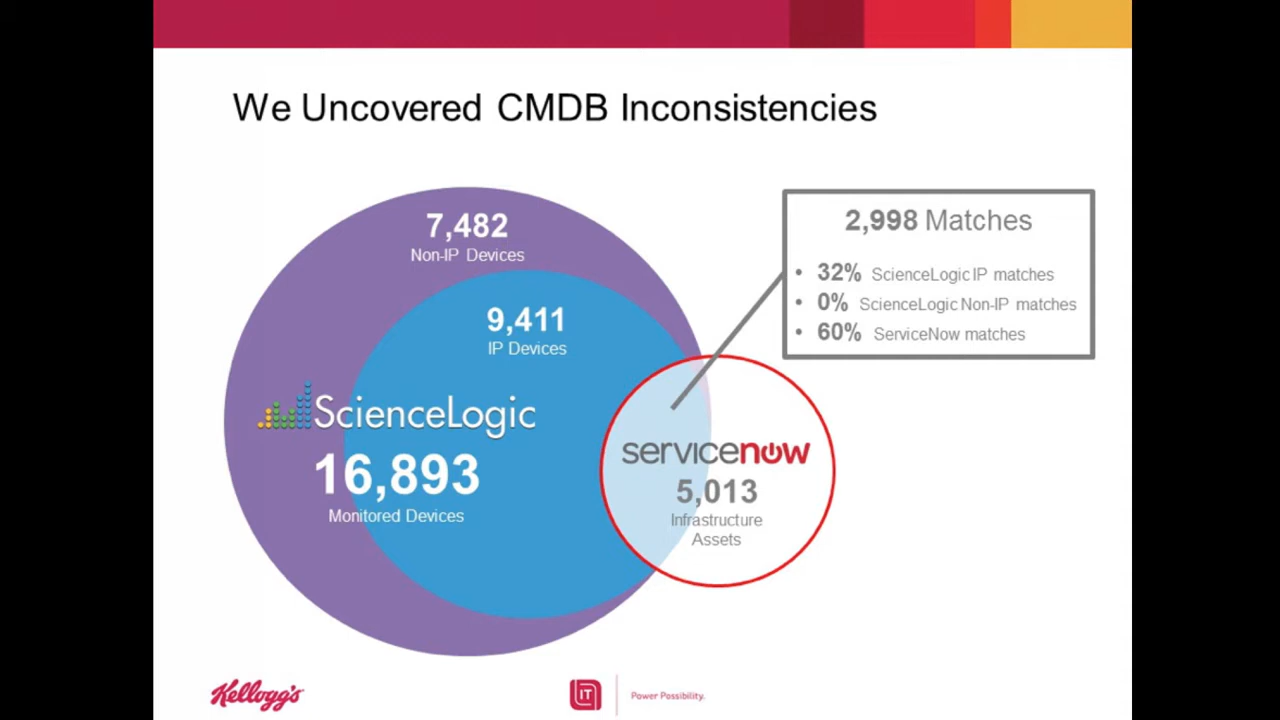 We Uncovered CMDB Inconsistencies
7,482
Non-IP Devices
9,411
IP Devices
ScienceLogic
16,893
Monitored Devices
2,998 Matches
• 32% ScienceLogic IP matches
• 0% ScienceLogic Non-IP matches
• 60% ServiceNow matches
servicenow
5,013
Infrastructure
Assets
Kellogg's
IT
Power Possibility.